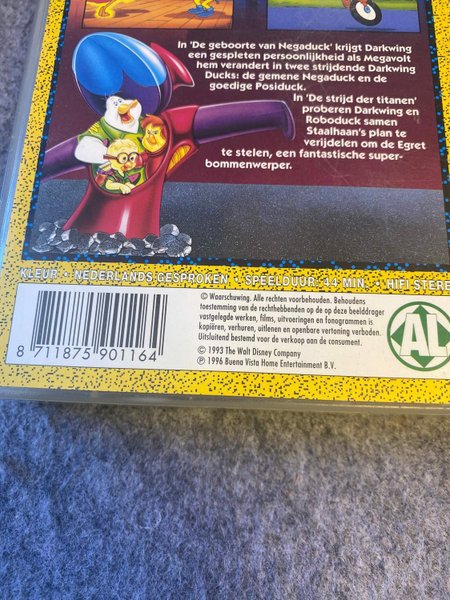 In 'De geboorte van Negaduck' krijgt Darkwing
een gespleten persoonlijkheid als Megavolt
hem verandert in twee strijdende Darkwing
Ducks: de gemene Negaduck en de
goedige Posiduck.
In 'De strijd der titanen'
proberen Darkwing en
Roboduck samen
Staalhaan's plan te
verijdelen om de Egret
te stelen, een fantastische super-
bommenwerper.
KLEUR • NEDERLANDS GESPROKEN • SPEELDUUR: 44 MIN. • HIFI STERE
© Waarschuwing. Alle rechten voorbehouden. Behoudens
toestemming van de rechthebbenden op de op deze beelddrager
vastgelegde werken, films, uitvoeringen en fonogrammen is
kopiëren, verhuren, uitlenen en openbare vertoning verboden.
Uitsluitend bestemd voor de verkoop aan de consument.
© 1993 The Walt Disney Company
℗ 1996 Buena Vista Home Entertainment B.V.
8 711875 901164
AL